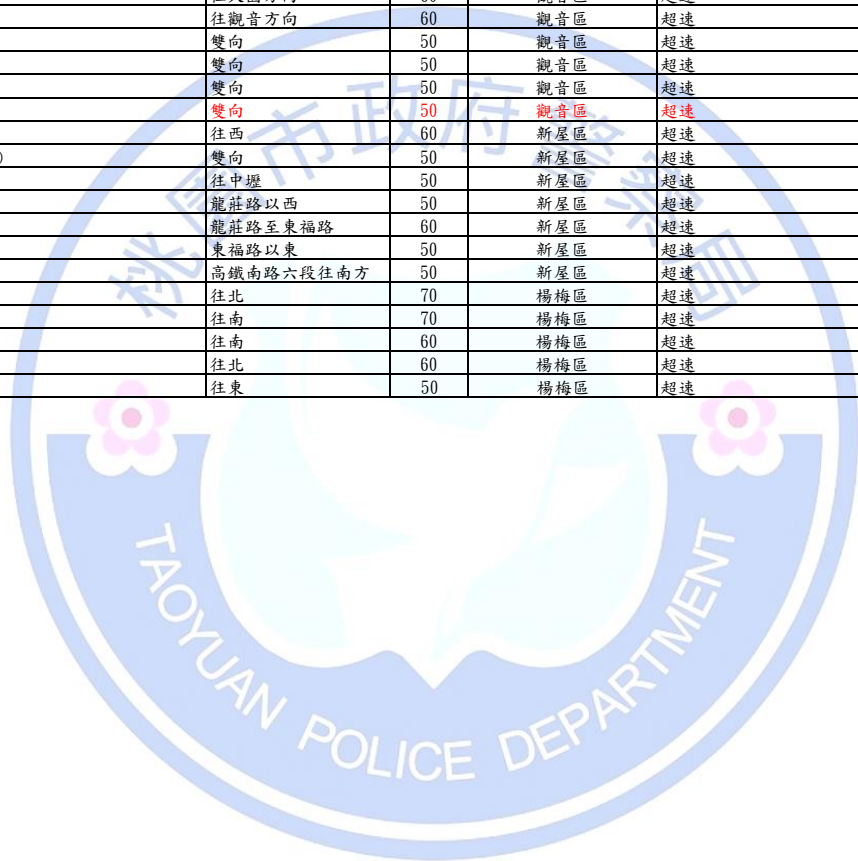 往觀音方向 60 觀音區 超速
雙向 50 觀音區 超速
雙向 50 觀音區 超速
雙向 50 觀音區 超速
雙向 50 觀音區 超速
往西 60 新屋區 超速
) 雙向 50 新屋區 超速
往中壢 50 新屋區 超速
龍莊路以西 50 新屋區 超速
龍莊路至東福路 60 新屋區 超速
東福路以東 50 新屋區 超速
高鐵南路六段往南方 50 新屋區 超速
往北 70 楊梅區 超速
往南 70 楊梅區 超速
往南 60 楊梅區 超速
往北 60 楊梅區 超速
往東 50 楊梅區 超速
桃園市政府警察局
TAOYUAN POLICE DEPARTMENT